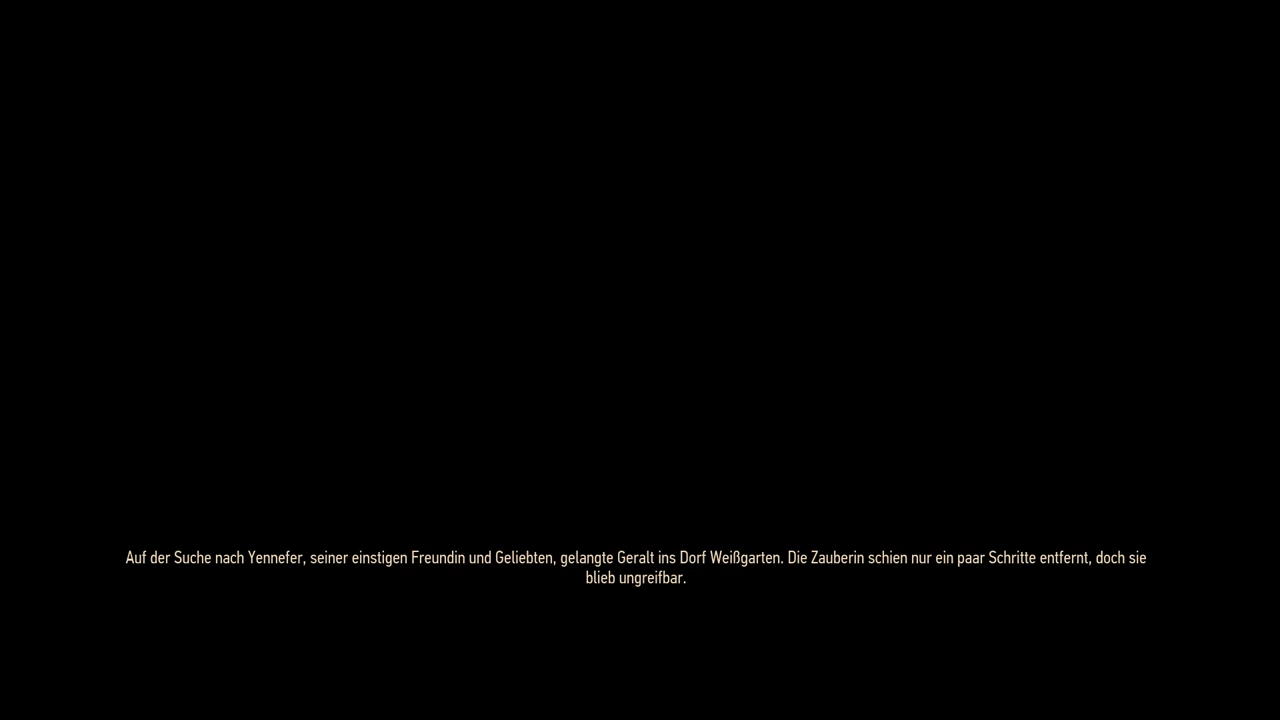 Auf der Suche nach Yennefer, seiner einstigen Freundin und Geliebten, gelangte Geralt ins Dorf Weißgarten. Die Zauberin schien nur ein paar Schritte entfernt, doch sie
blieb ungreifbar.